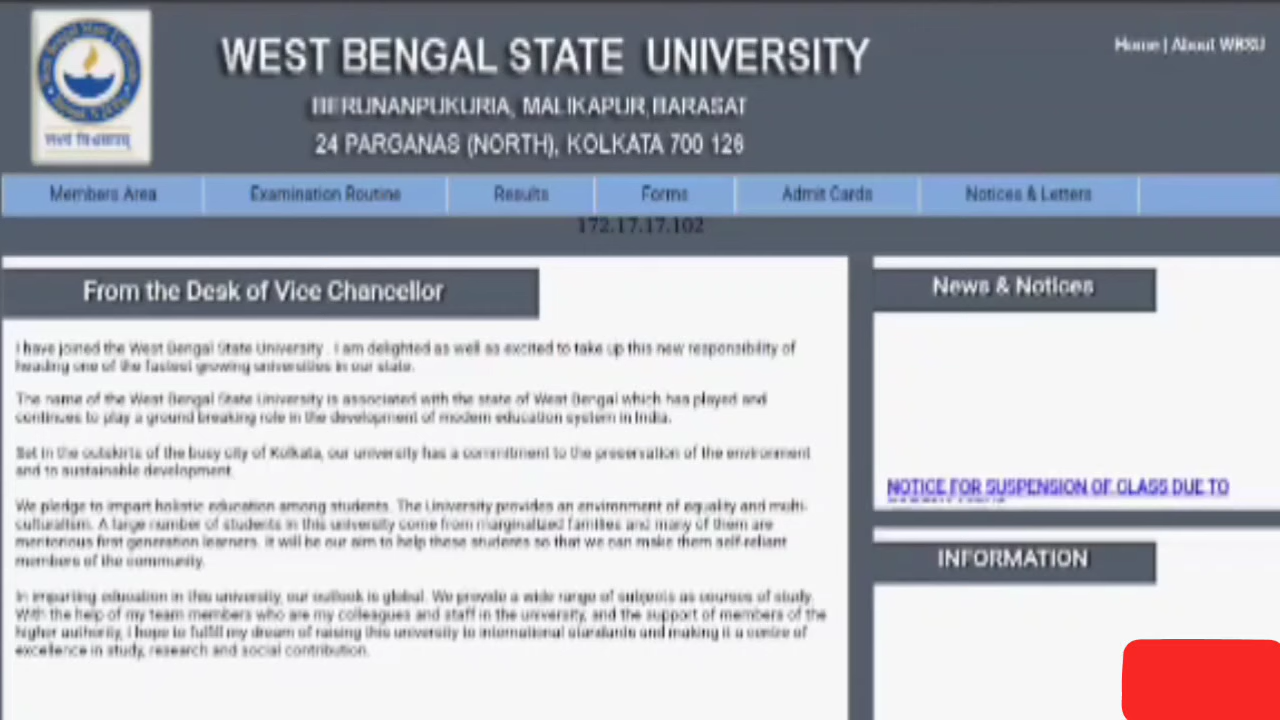 WEST BENGAL STATE UNIVERSITY
Home | About WBSU
BERUNANPUKURIA, MALIKAPUR, BARASAT
24 PARGANAS (NORTH), KOLKATA 700 126
Members Area
Examination Routine
Results
Forms
Admit Cards
Notices & Letters
172.17.17.102
From the Desk of Vice Chancellor
I have joined the West Bengal State University . I am delighted as well as excited to take up this new responsibility of
heading one of the fastest growing universities in our state.
The name of the West Bengal State University is associated with the state of West Bengal which has played and
continues to play a ground breaking role in the development of modern education system in India.
Set in the outskirts of the busy city of Kolkata, our university has a commitment to the preservation of the environment
and to sustainable development.
We pledge to impart holistic education among students. The University provides an environment of equality and multi-
culturalism. A large number of students in this university come from marginalized families and many of them are
meritorious first generation learners. It will be our aim to help these students so that we can make them self-reliant
members of the community.
In imparting education in this university, our outlook is global. We provide a wide range of subjects as courses of study.
With the help of my team members who are my colleagues and staff in the university, and the support of members of the
higher authority, I hope to fulfill my dream of raising this university to international standards and making it a centre of
excellence in study, research and social contribution.
News & Notices
NOTICE FOR SUSPENSION OF CLASS DUE TO
INFORMATION